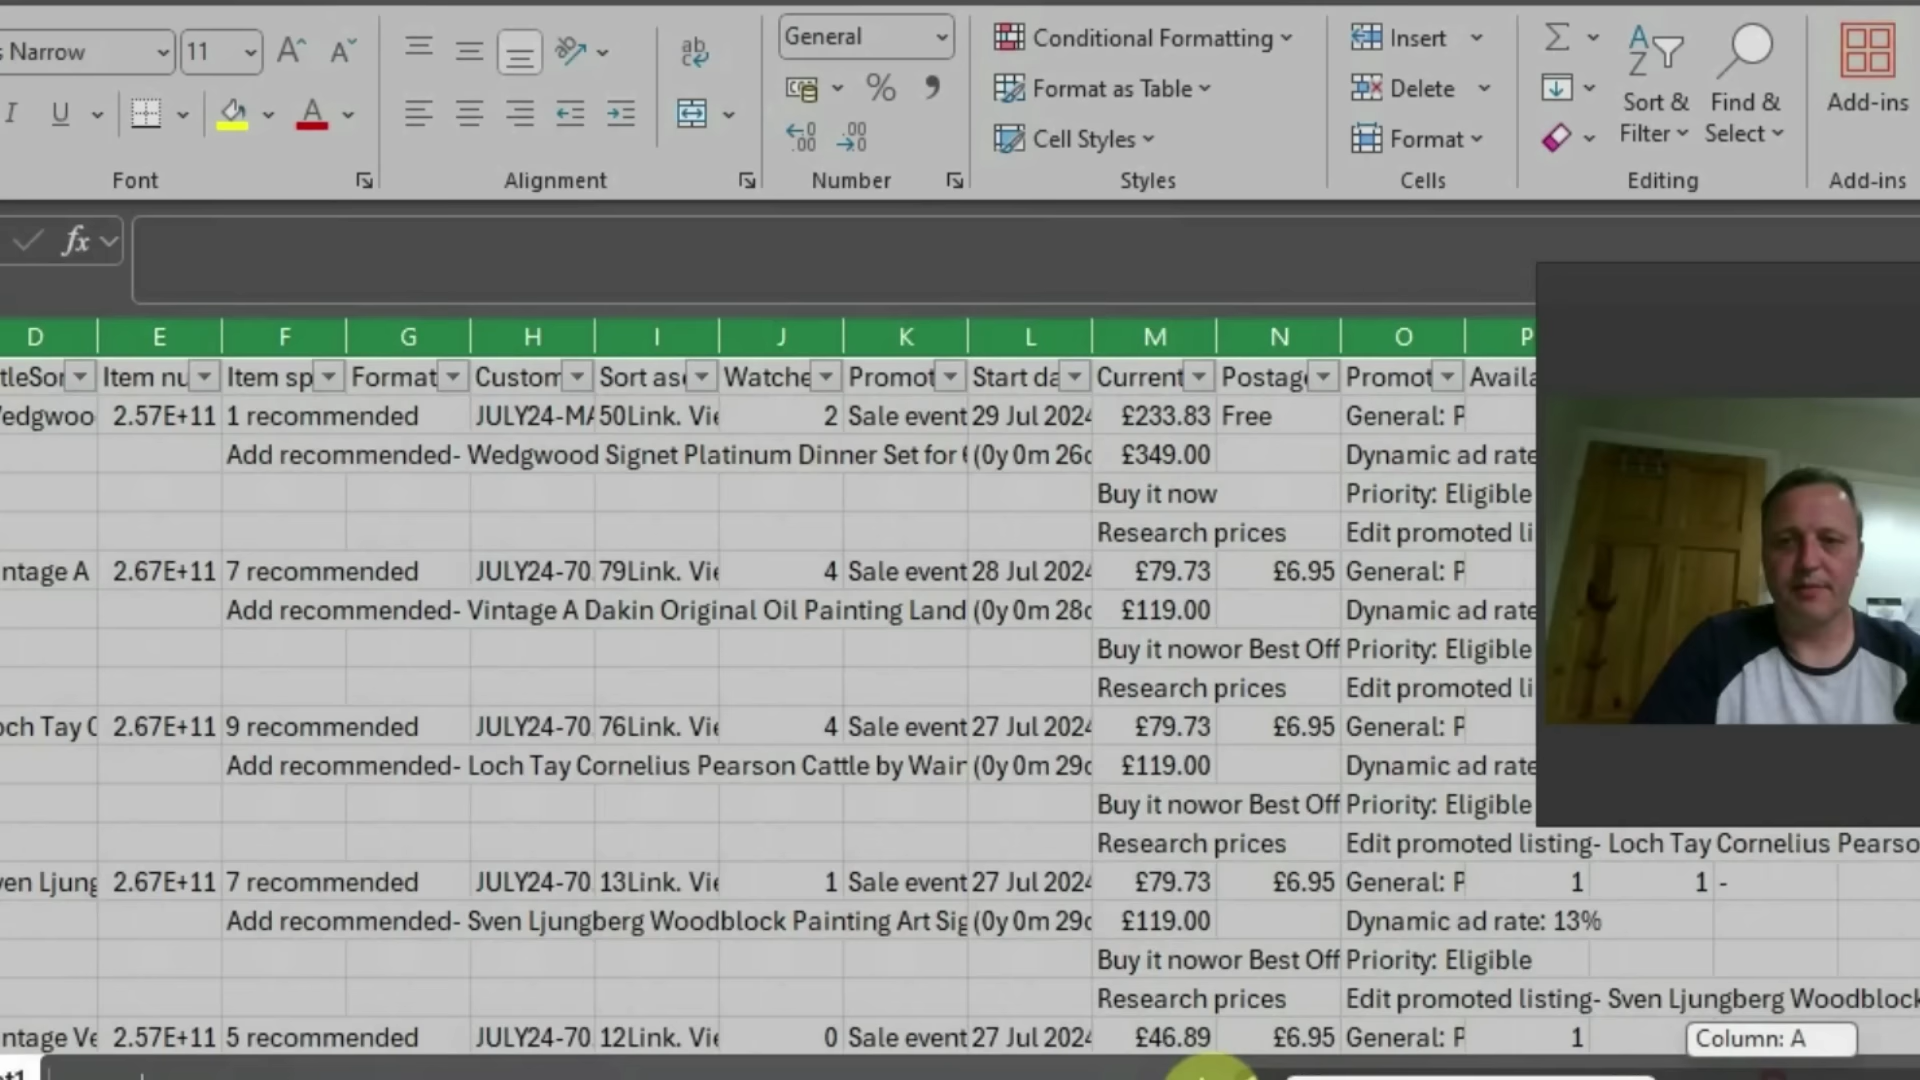 Narrow 11 General Conditional Formatting Insert
% Format as Table Delete Sort & Find & Add-ins
I U A Cell Styles Format Filter Select
Font Alignment Number Styles Cells Editing Add-ins
fx
D E F G H I J K L M N O P
tleSor Item nu Item sp Format Custom Sort as Watche Promot Start da Current Postag Promot Availa
edgwoo 2.57E+11 1 recommended JULY24-MA 50Link. Vie 2 Sale event 29 Jul 2024 £233.83 Free General: P
Add recommended- Wedgwood Signet Platinum Dinner Set for (0y 0m 26d £349.00 Dynamic ad rate
Buy it now Priority: Eligible
Research prices Edit promoted li
ntage A 2.67E+11 7 recommended JULY24-70 79Link. Vie 4 Sale event 28 Jul 2024 £79.73 £6.95 General: P
Add recommended- Vintage A Dakin Original Oil Painting Land (0y 0m 28d £119.00 Dynamic ad rate
Buy it nowor Best Off Priority: Eligible
Research prices Edit promoted li
och Tay C 2.67E+11 9 recommended JULY24-70 76Link. Vie 4 Sale event 27 Jul 2024 £79.73 £6.95 General: P
Add recommended- Loch Tay Cornelius Pearson Cattle by Wain (0y 0m 29d £119.00 Dynamic ad rate
Buy it nowor Best Off Priority: Eligible
Research prices Edit promoted listing- Loch Tay Cornelius Pearso
ven Ljung 2.67E+11 7 recommended JULY24-70 13Link. Vie 1 Sale event 27 Jul 2024 £79.73 £6.95 General: P 1 1 -
Add recommended- Sven Ljungberg Woodblock Painting Art Sig (0y 0m 29d £119.00 Dynamic ad rate: 13%
Buy it nowor Best Off Priority: Eligible
Research prices Edit promoted listing- Sven Ljungberg Woodblock
ntage Ve 2.57E+11 5 recommended JULY24-70 12Link. Vie 0 Sale event 27 Jul 2024 £46.89 £6.95 General: P 1
Column: A